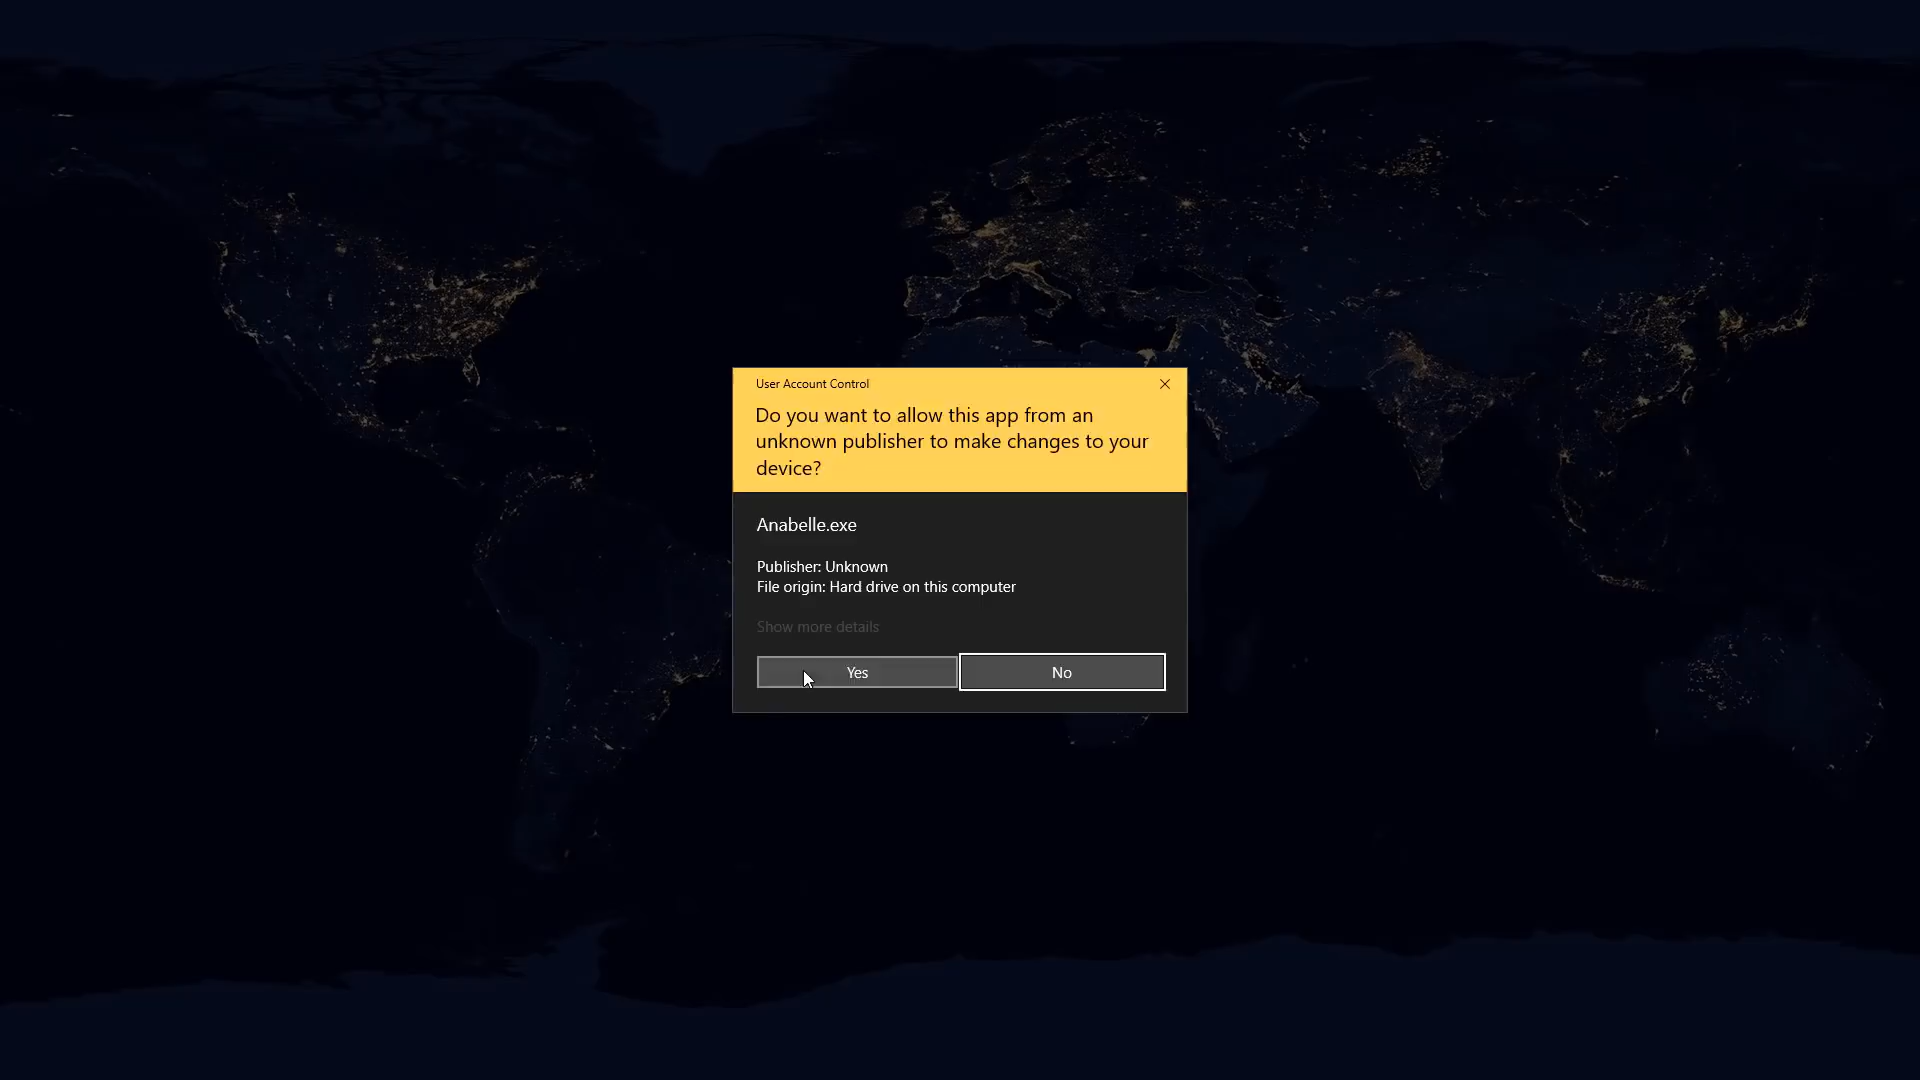 User Account Control
Do you want to allow this app from an
unknown publisher to make changes to your
device?
Anabelle.exe
Publisher: Unknown
File origin: Hard drive on this computer
Show more details
Yes
No